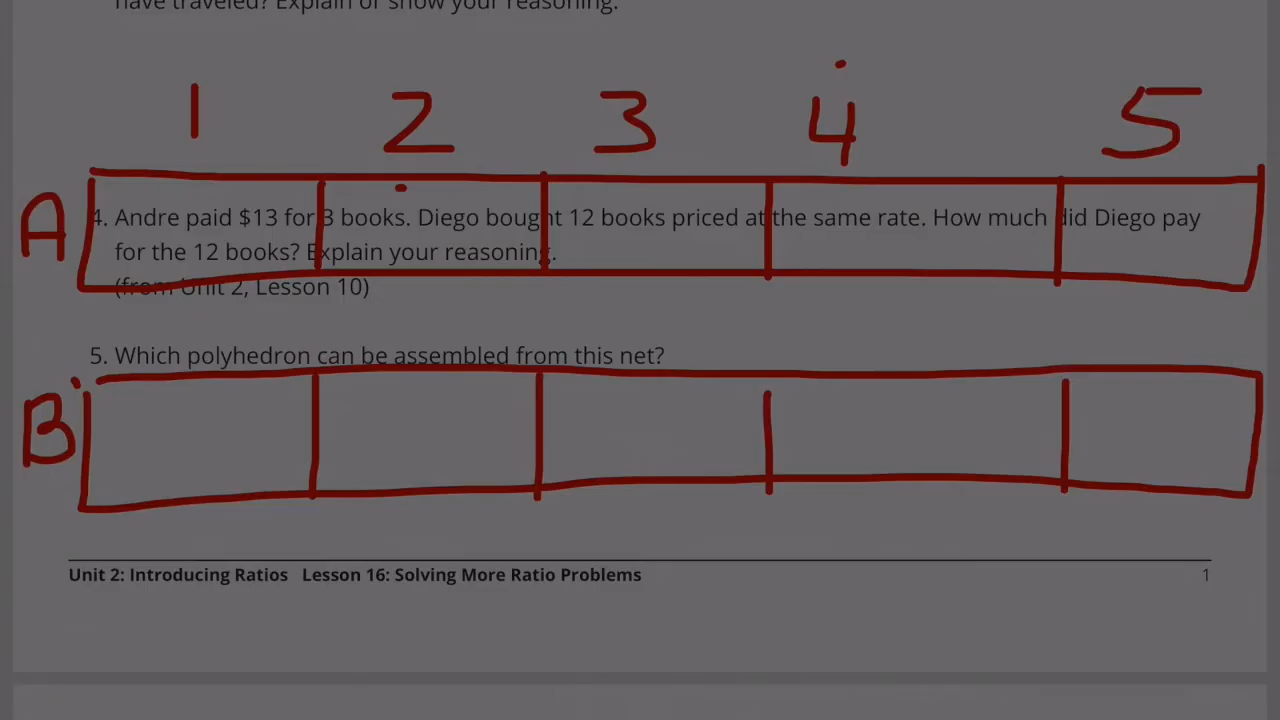 have traveled? Explain or show your reasoning.
1 2 3 4 5
A
4. Andre paid $13 for 3 books. Diego bought 12 books priced at the same rate. How much did Diego pay
for the 12 books? Explain your reasoning.
(from Unit 2, Lesson 10)
5. Which polyhedron can be assembled from this net?
B
Unit 2: Introducing Ratios Lesson 16: Solving More Ratio Problems 1